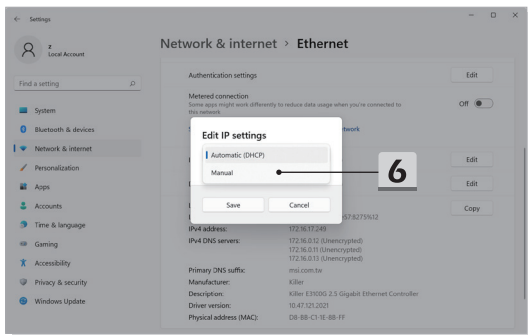 Settings
z
Local Account
Find a setting
System
Bluetooth & devices
Network & internet
Personalization
Apps
Accounts
Time & language
Gaming
Accessibility
Privacy & security
Windows Update
Network & internet > Ethernet
Authentication settings
Edit
Metered connection
Some apps might work differently to reduce data usage when you're connected to
this network
Off
Edit IP settings
Automatic (DHCP)
Manual
6
Save
Cancel
Edit
Edit
Copy
IPv4 address: 172.16.17.249
IPv4 DNS servers: 172.16.0.12 (Unencrypted)
172.16.0.11 (Unencrypted)
172.16.0.13 (Unencrypted)
Primary DNS suffix: msi.com.tw
Manufacturer: Killer
Description: Killer E3100G 2.5 Gigabit Ethernet Controller
Driver version: 10.47.121.2021
Physical address (MAC): D8-BB-C1-1E-8B-FF